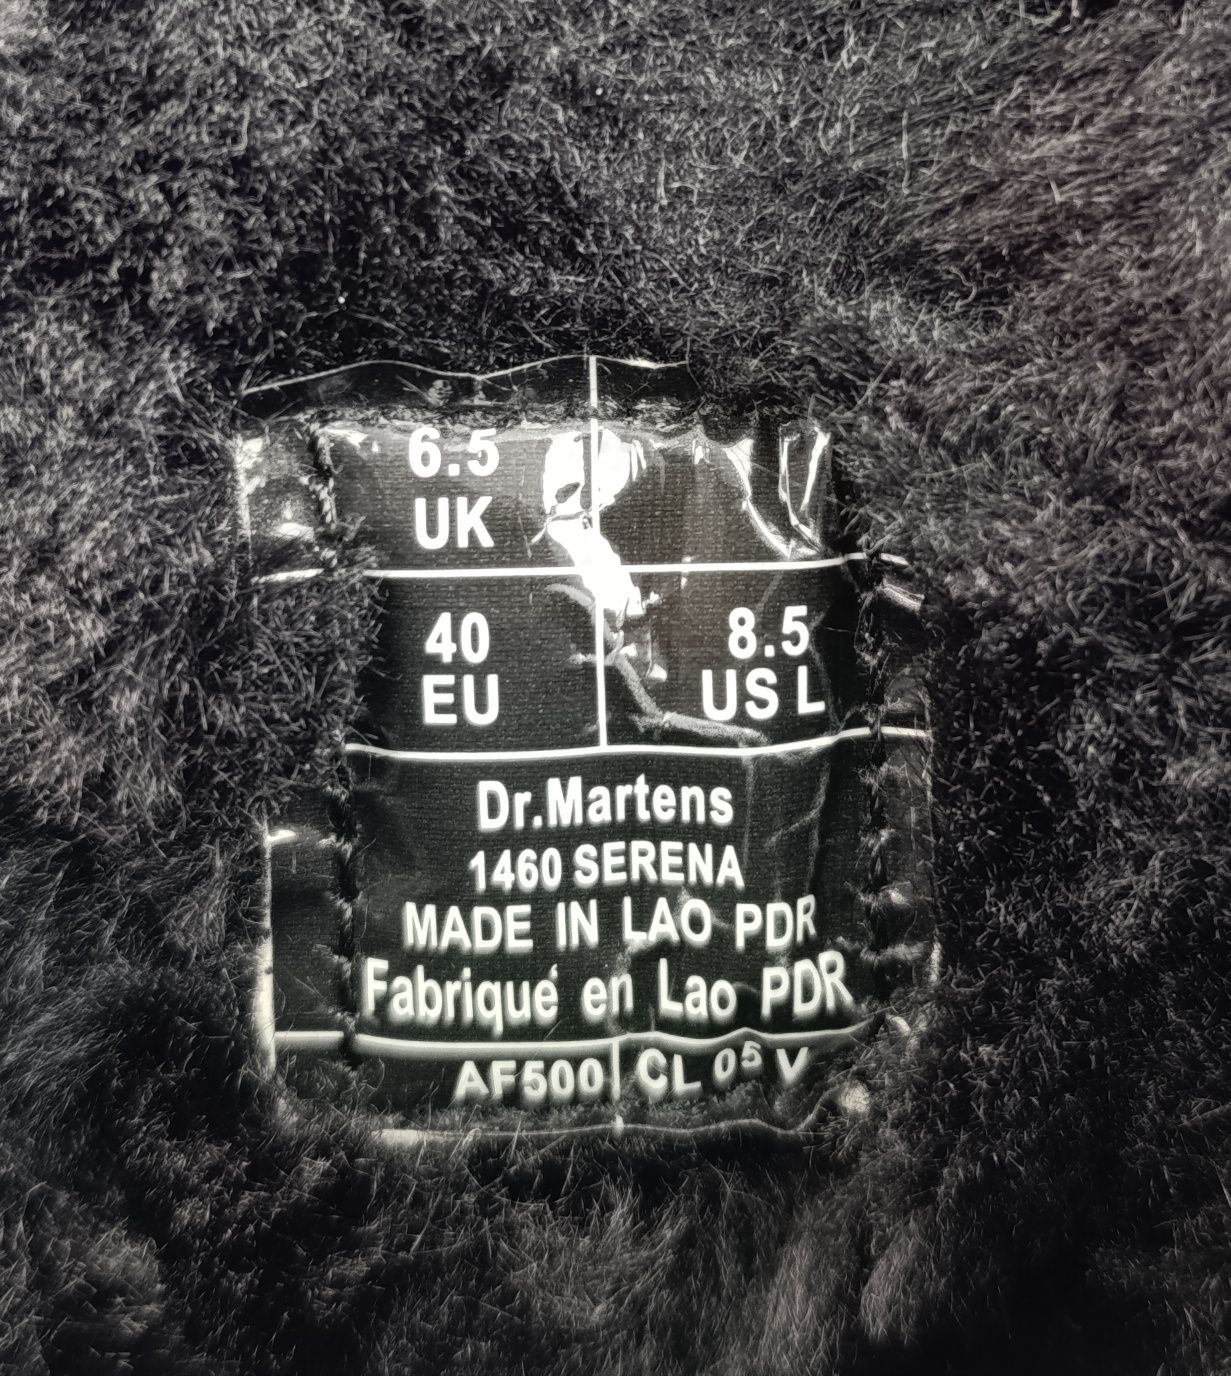 6.5
UK
40
EU
8.5
US L
Dr.Martens
1460 SERENA
MADE IN LAO PDR
Fabriqué en Lao PDR
AF500 CL 05 V